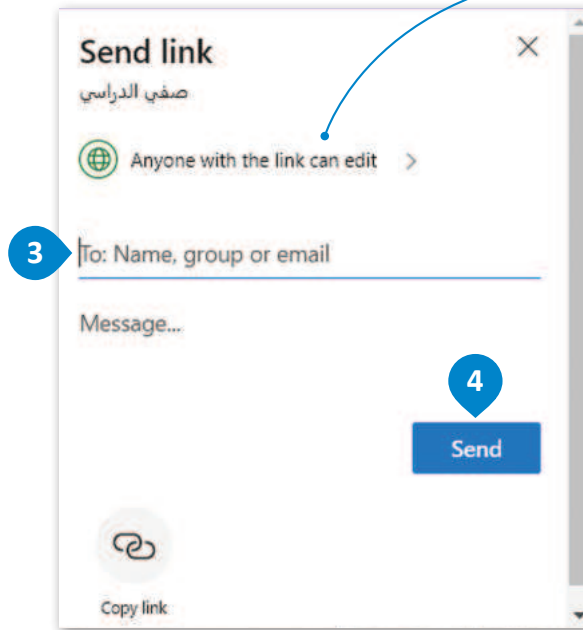 Send link
صفي الدراسي
Anyone with the link can edit
3
To: Name, group or email
Message...
4
Send
Copy link